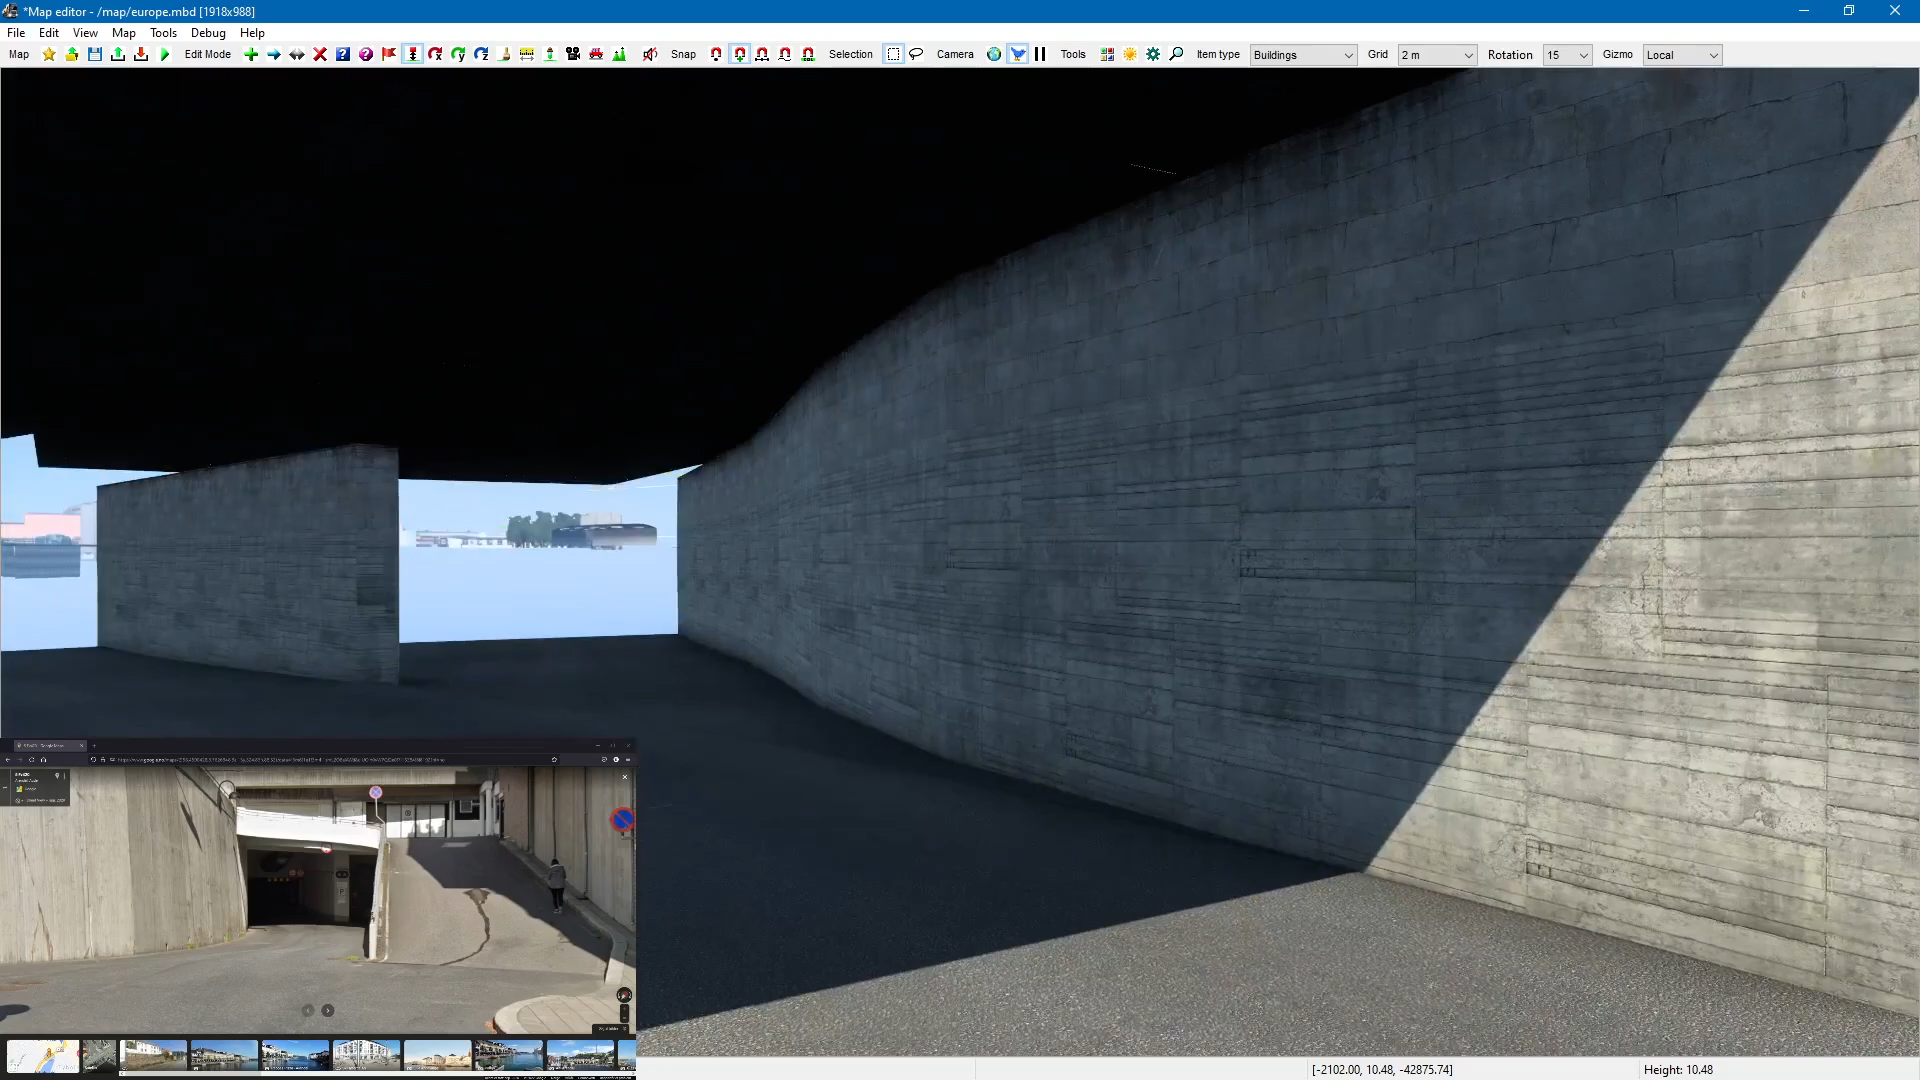 *Map editor - /map/europe.mbd [1918x988]
File Edit View Map Tools Debug Help
Map Edit Mode Snap Selection Camera Tools Item type Buildings Grid 2 m Rotation 15 Gizmo Local
[-2102.00, 10.48, -42875.74] Height: 10.48